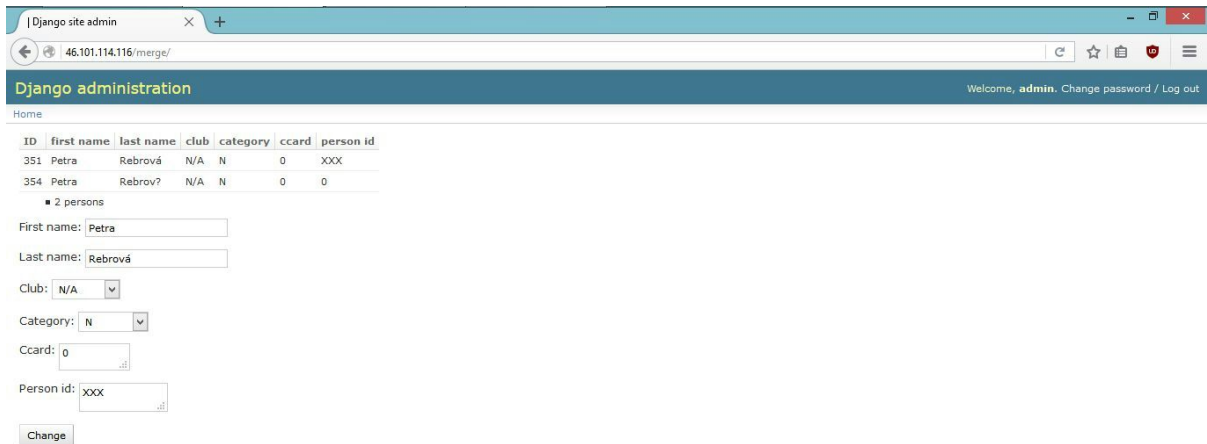 | Django site admin
46.101.114.116/merge/
Django administration
Welcome, admin. Change password / Log out
Home
ID first name last name club category ccard person id
351 Petra Rebrová N/A N 0 XXX
354 Petra Rebrov? N/A N 0 0
2 persons
First name: Petra
Last name: Rebrová
Club: N/A
Category: N
Ccard: 0
Person id: XXX
Change